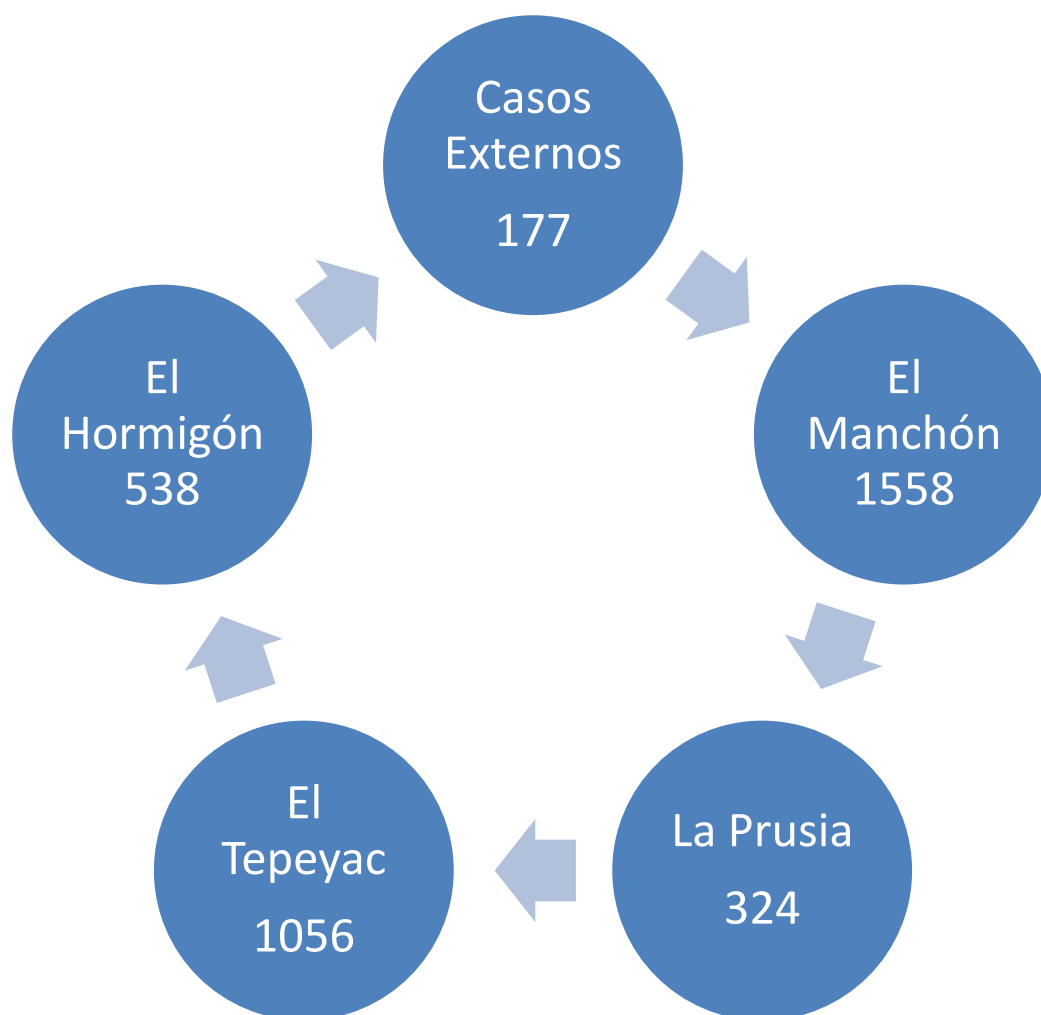 Casos
Externos
177
El
Manchón
1558
La Prusia
324
El
Tepeyac
1056
El
Hormigón
538